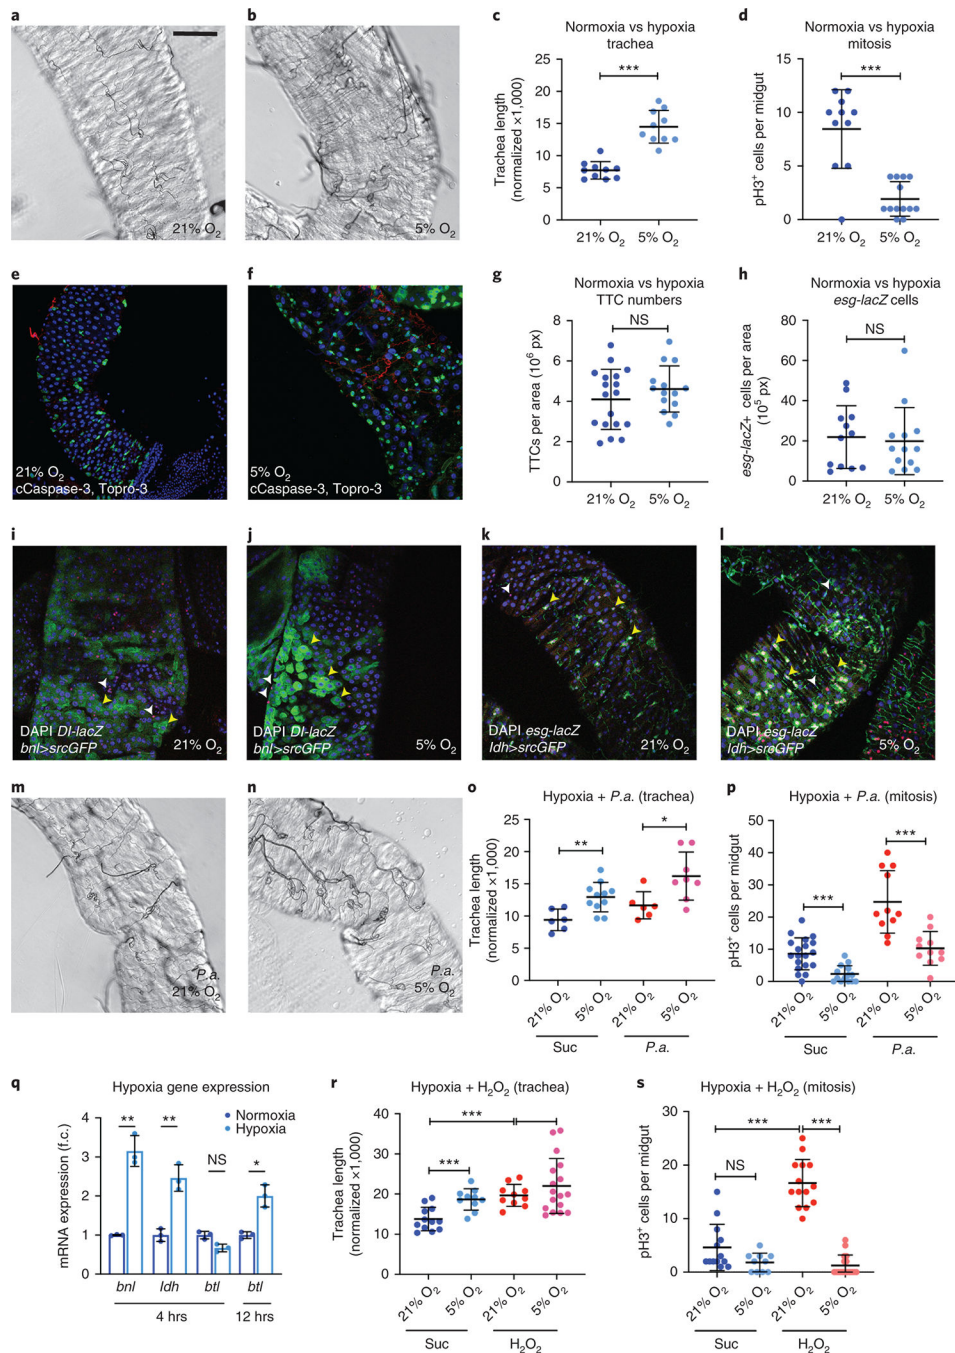 a
21% O2
b
5% O2
c
Normoxia vs hypoxia
trachea
Trachea length
(normalized ×1,000)
25
20
15
10
5
0
***
21% O2 5% O2
d
Normoxia vs hypoxia
mitosis
pH3+ cells per midgut
15
10
5
0
***
21% O2 5% O2
e
21% O2
cCaspase-3, Topro-3
f
5% O2
cCaspase-3, Topro-3
g
Normoxia vs hypoxia
TTC numbers
TTCs per area (10^6 px)
8
6
4
2
0
NS
21% O2 5% O2
h
Normoxia vs hypoxia
esg-lacZ cells
esg-lacZ+ cells per area
(10^5 px)
80
60
40
20
0
NS
21% O2 5% O2
i
DAPI Dl-lacZ
bnl>srcGFP 21% O2
j
DAPI Dl-lacZ
bnl>srcGFP 5% O2
k
DAPI esg-lacZ
ldh>srcGFP 21% O2
l
DAPI esg-lacZ
ldh>srcGFP 5% O2
m
P.a.
21% O2
n
P.a.
5% O2
o
Hypoxia + P.a. (trachea)
Trachea length
(normalized ×1,000)
25
20
15
10
5
0
** *
21% O2 5% O2 21% O2 5% O2
Suc P.a.
p
Hypoxia + P.a. (mitosis)
pH3+ cells per midgut
50
40
30
20
10
0
*** ***
21% O2 5% O2 21% O2 5% O2
Suc P.a.
q
Hypoxia gene expression
mRNA expression (f.c.)
4
3
2
1
0
Normoxia
Hypoxia
** ** NS *
bnl ldh btl btl
4 hrs 12 hrs
r
Hypoxia + H2O2 (trachea)
Trachea length
(normalized ×1,000)
40
30
20
10
0
***
***
21% O2 5% O2 21% O2 5% O2
Suc H2O2
s
Hypoxia + H2O2 (mitosis)
pH3+ cells per midgut
30
25
20
15
10
5
0
*** ***
NS
21% O2 5% O2 21% O2 5% O2
Suc H2O2